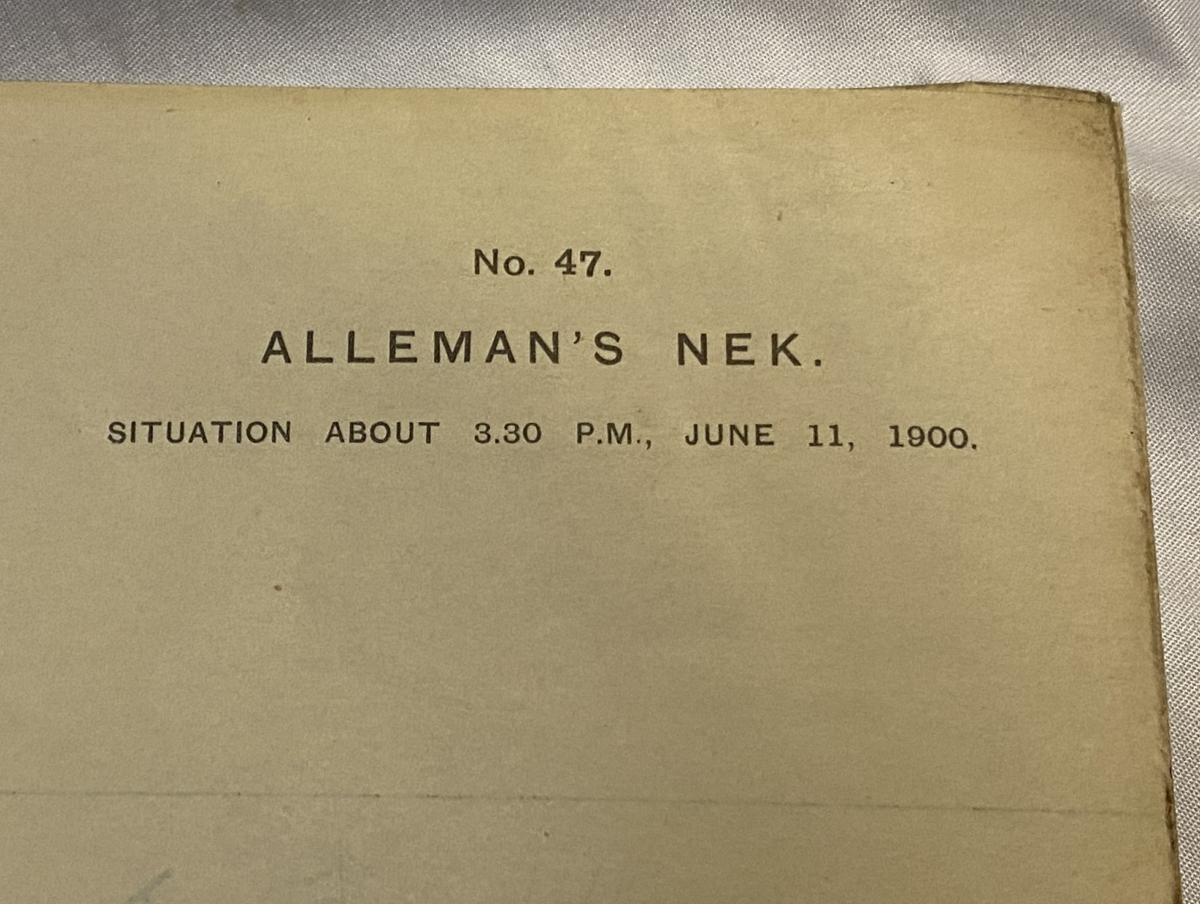 No. 47.
ALLEMAN'S NEK.
SITUATION ABOUT 3.30 P.M., JUNE 11, 1900.